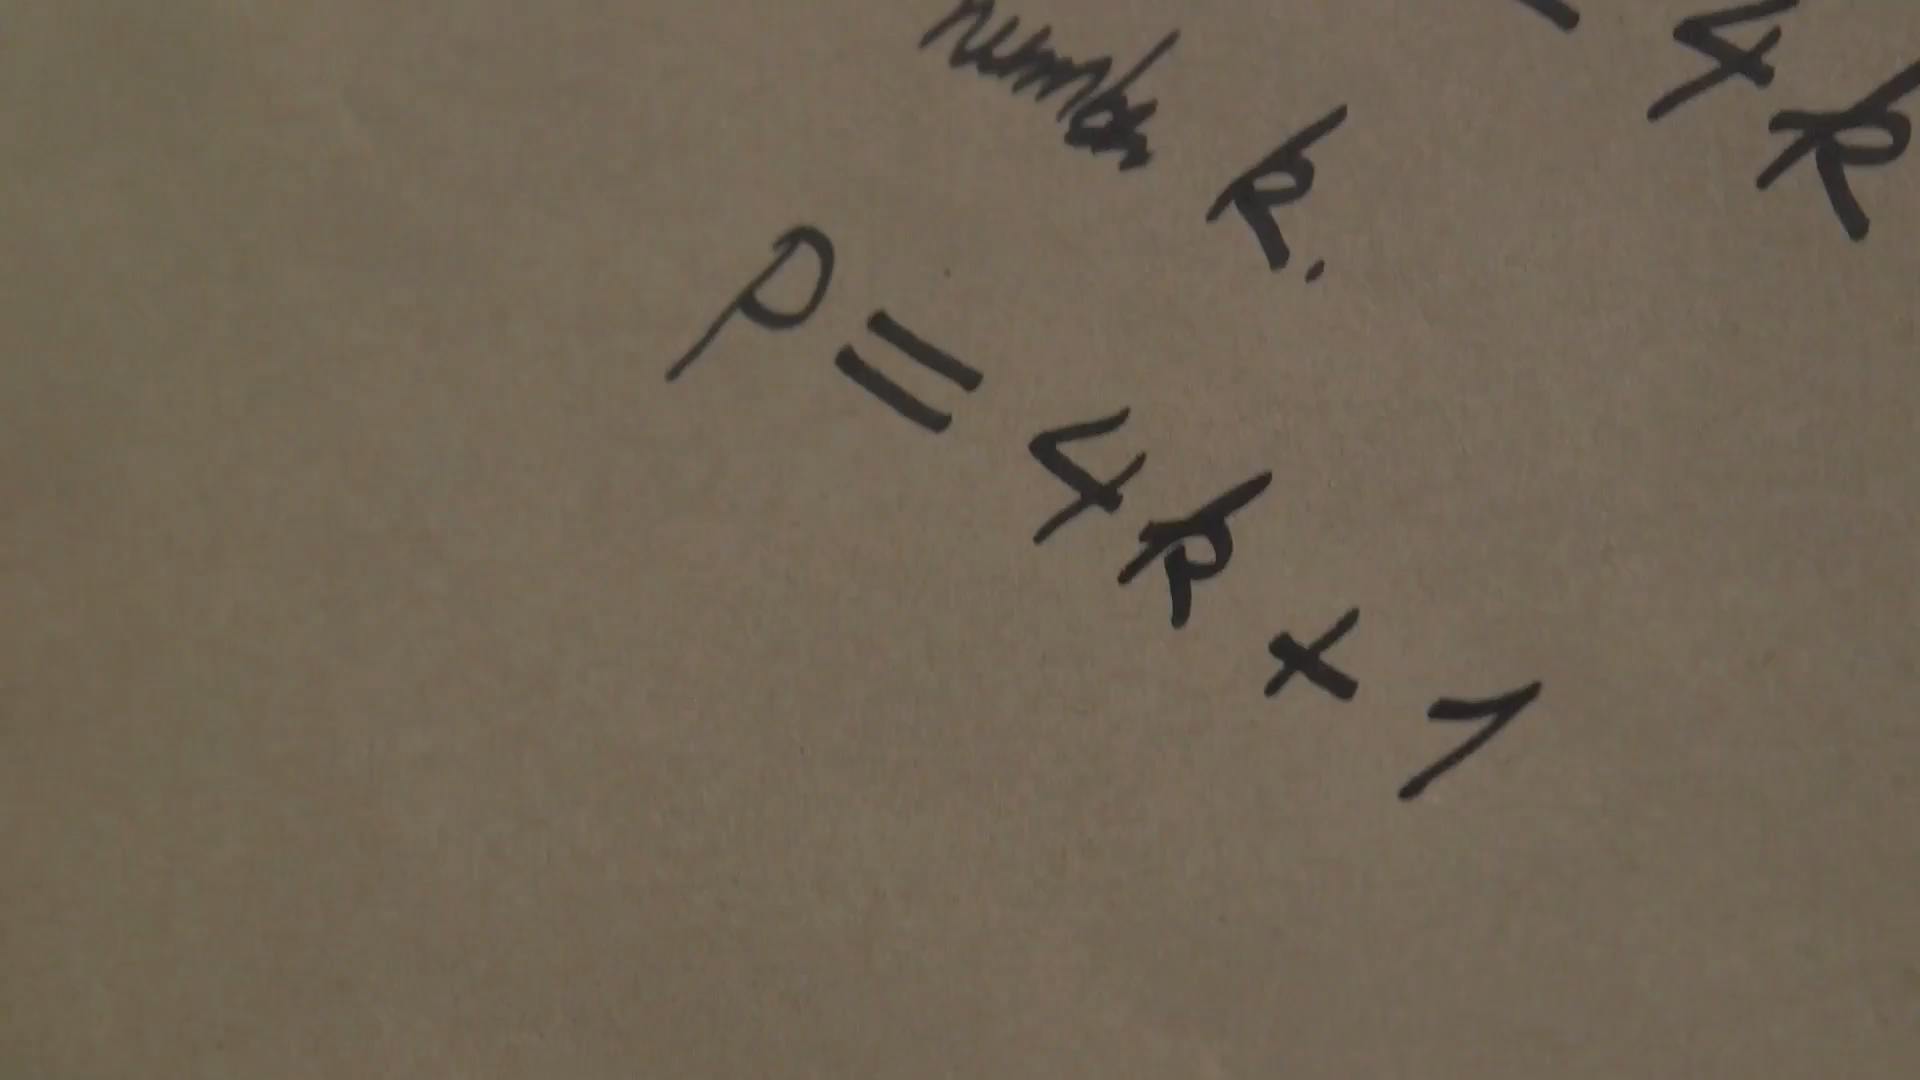 = 4k
number k.
p = 4k + 1